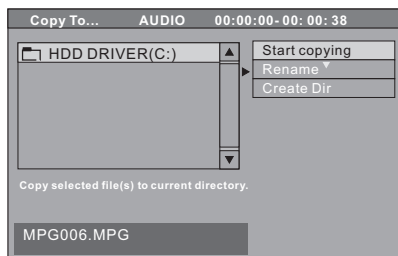 Copy To... AUDIO 00:00:00-00:00:38
HDD DRIVER(C:)
Start copying
Rename
Create Dir
Copy selected file(s) to current directory.
MPG006.MPG